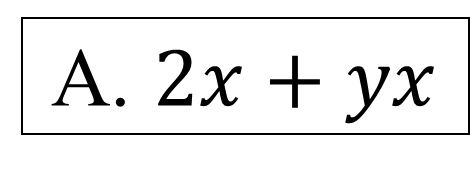 A. 2𝑥 + 𝑦𝑥